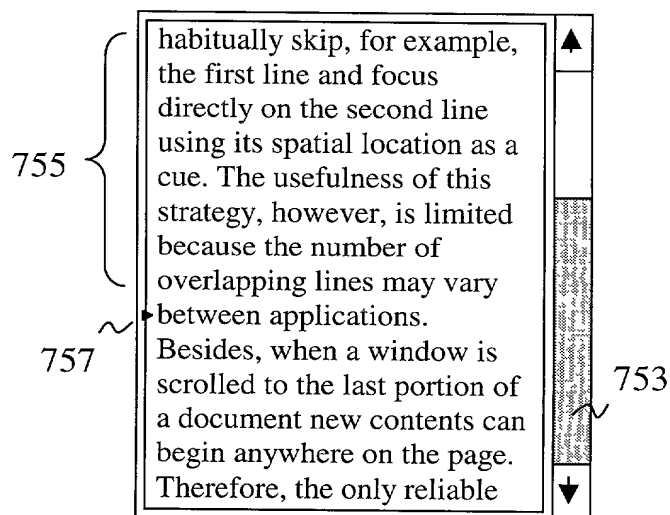 habitually skip, for example,
the first line and focus
directly on the second line
using its spatial location as a
cue. The usefulness of this
strategy, however, is limited
because the number of
overlapping lines may vary
between applications.
Besides, when a window is
scrolled to the last portion of
a document new contents can
begin anywhere on the page.
Therefore, the only reliable
755
757
753